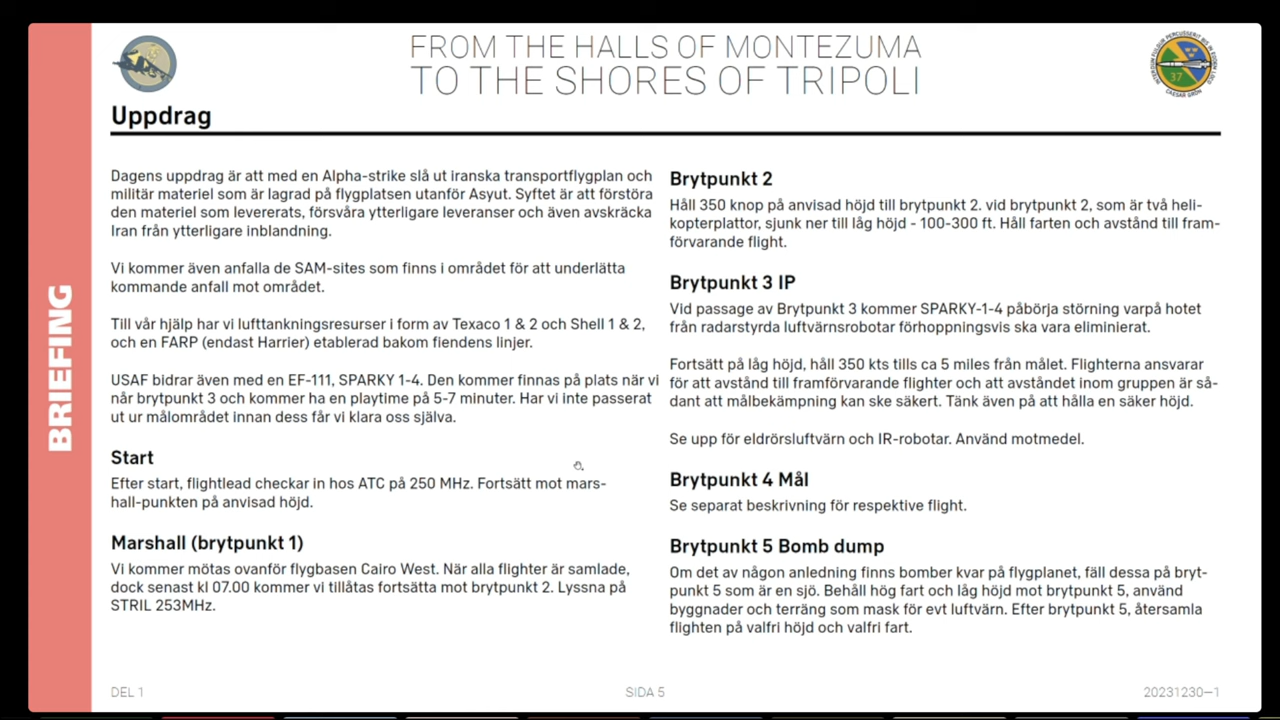 FROM THE HALLS OF MONTEZUMA
TO THE SHORES OF TRIPOLI
Uppdrag
BRIEFING
Dagens uppdrag är att med en Alpha-strike slå ut iranska transportflygplan och
militär materiel som är lagrad på flygplatsen utanför Asyut. Syftet är att förstöra
den materiel som levererats, försvåra ytterligare leveranser och även avskräcka
Iran från ytterligare inblandning.
Vi kommer även anfalla de SAM-sites som finns i området för att underlätta
kommande anfall mot området.
Till vår hjälp har vi lufttankningsresurser i form av Texaco 1 & 2 och Shell 1 & 2,
och en FARP (endast Harrier) etablerad bakom fiendens linjer.
USAF bidrar även med en EF-111, SPARKY 1-4. Den kommer finnas på plats när vi
når brytpunkt 3 och kommer ha en playtime på 5-7 minuter. Har vi inte passerat
ut ur målområdet innan dess får vi klara oss själva.
Start
Efter start, flightlead checkar in hos ATC på 250 MHz. Fortsätt mot mars-
hall-punkten på anvisad höjd.
Marshall (brytpunkt 1)
Vi kommer mötas ovanför flygbasen Cairo West. När alla flighter är samlade,
dock senast kl 07.00 kommer vi tillåtas fortsätta mot brytpunkt 2. Lyssna på
STRIL 253MHz.
Brytpunkt 2
Håll 350 knop på anvisad höjd till brytpunkt 2. vid brytpunkt 2, som är två heli-
kopterplattor, sjunk ner till låg höjd - 100-300 ft. Håll farten och avstånd till fram-
förvarande flight.
Brytpunkt 3 IP
Vid passage av Brytpunkt 3 kommer SPARKY-1-4 påbörja störning varpå hotet
från radarstyrda luftvärnsrobotar förhoppningsvis ska vara eliminierat.
Fortsätt på låg höjd, håll 350 kts tills ca 5 miles från målet. Flighterna ansvarar
för att avstånd till framförvarande flighter och att avståndet inom gruppen är så-
dant att målbekämpning kan ske säkert. Tänk även på att hålla en säker höjd.
Se upp för eldrörsluftvärn och IR-robotar. Använd motmedel.
Brytpunkt 4 Mål
Se separat beskrivning för respektive flight.
Brytpunkt 5 Bomb dump
Om det av någon anledning finns bomber kvar på flygplanet, fäll dessa på bryt-
punkt 5 som är en sjö. Behåll hög fart och låg höjd mot brytpunkt 5, använd
byggnader och terräng som mask för evt luftvärn. Efter brytpunkt 5, återsamla
flighten på valfri höjd och valfri fart.
37
CAESAR GRÖN
DEL 1
SIDA 5
20231230–1